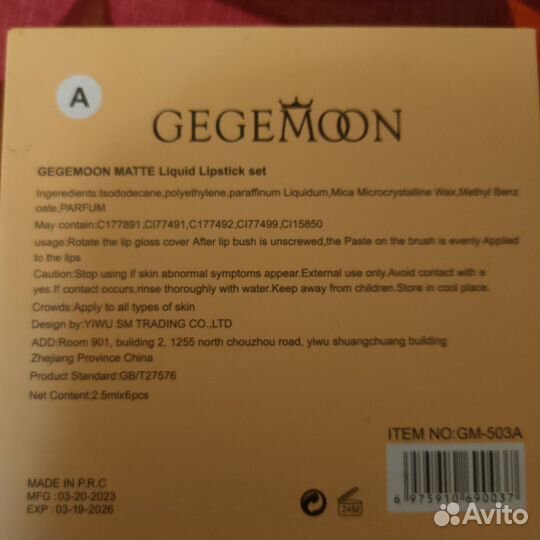 A
GEGEMOON
GEGEMOON MATTE Liquid Lipstick set
Ingeredients:Isododecane,polyethylene,paraffinum Liquidum,Mica Microcrystalline Wax,Methyl Benz
oate,PARFUM
May contain:C177891,CI77491,C177492,CI77499,CI15850
usage:Rotate the lip gloss cover After lip bush is unscrewed,the Paste on the brush is evenly Applied
to the lips
Caution:Stop using if skin abnormal symptoms appear.External use only.Avoid contact with e
yes.If contact occurs,rinse thoroughly with water.Keep away from children.Store in cool place.
Crowds:Apply to all types of skin
Design by:YIWU SM TRADING CO.,LTD
ADD:Room 901, building 2, 1255 north chouzhou road, yiwu shuangchuang building
Zhejiang Province China
Product Standard:GB/T27576
Net Content:2.5mlx6pcs
ITEM NO:GM-503A
MADE IN P.R.C
MFG : 03-20-2023
EXP : 03-19-2026
24M
6 975910 690037
Avito